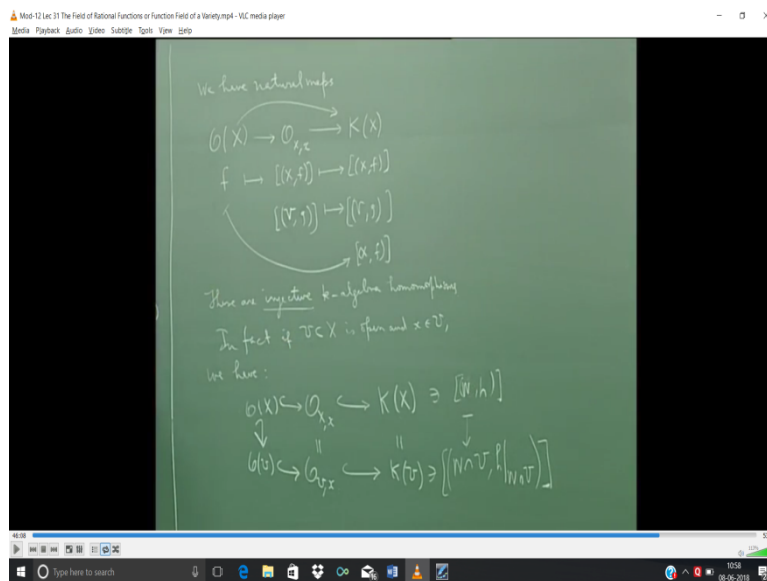 Mod-12 Lec 31 The Field of Rational Functions or Function Field of a Variety.mp4 - VLC media player
Media Playback Audio Video Subtitle Tools View Help
We have natural maps
O(X) → O_{X,x} → K(X)
f ↦ [(X,f)] ↦ [(X,f)]
[(V,g)] ↦ [(V,g)]
[(X,f)]
These are injective k-algebra homomorphisms
In fact if U ⊂ X is open and x ∈ U,
we have:
O(X) ↪ O_{X,x} ↪ K(X) ∋ [(W,h)]
O(U) ↪ O_{U,x} ↪ K(U) ∋ [(W∩U, h|_{W∩U})]
46:08
Type here to search
10:58
08-06-2018